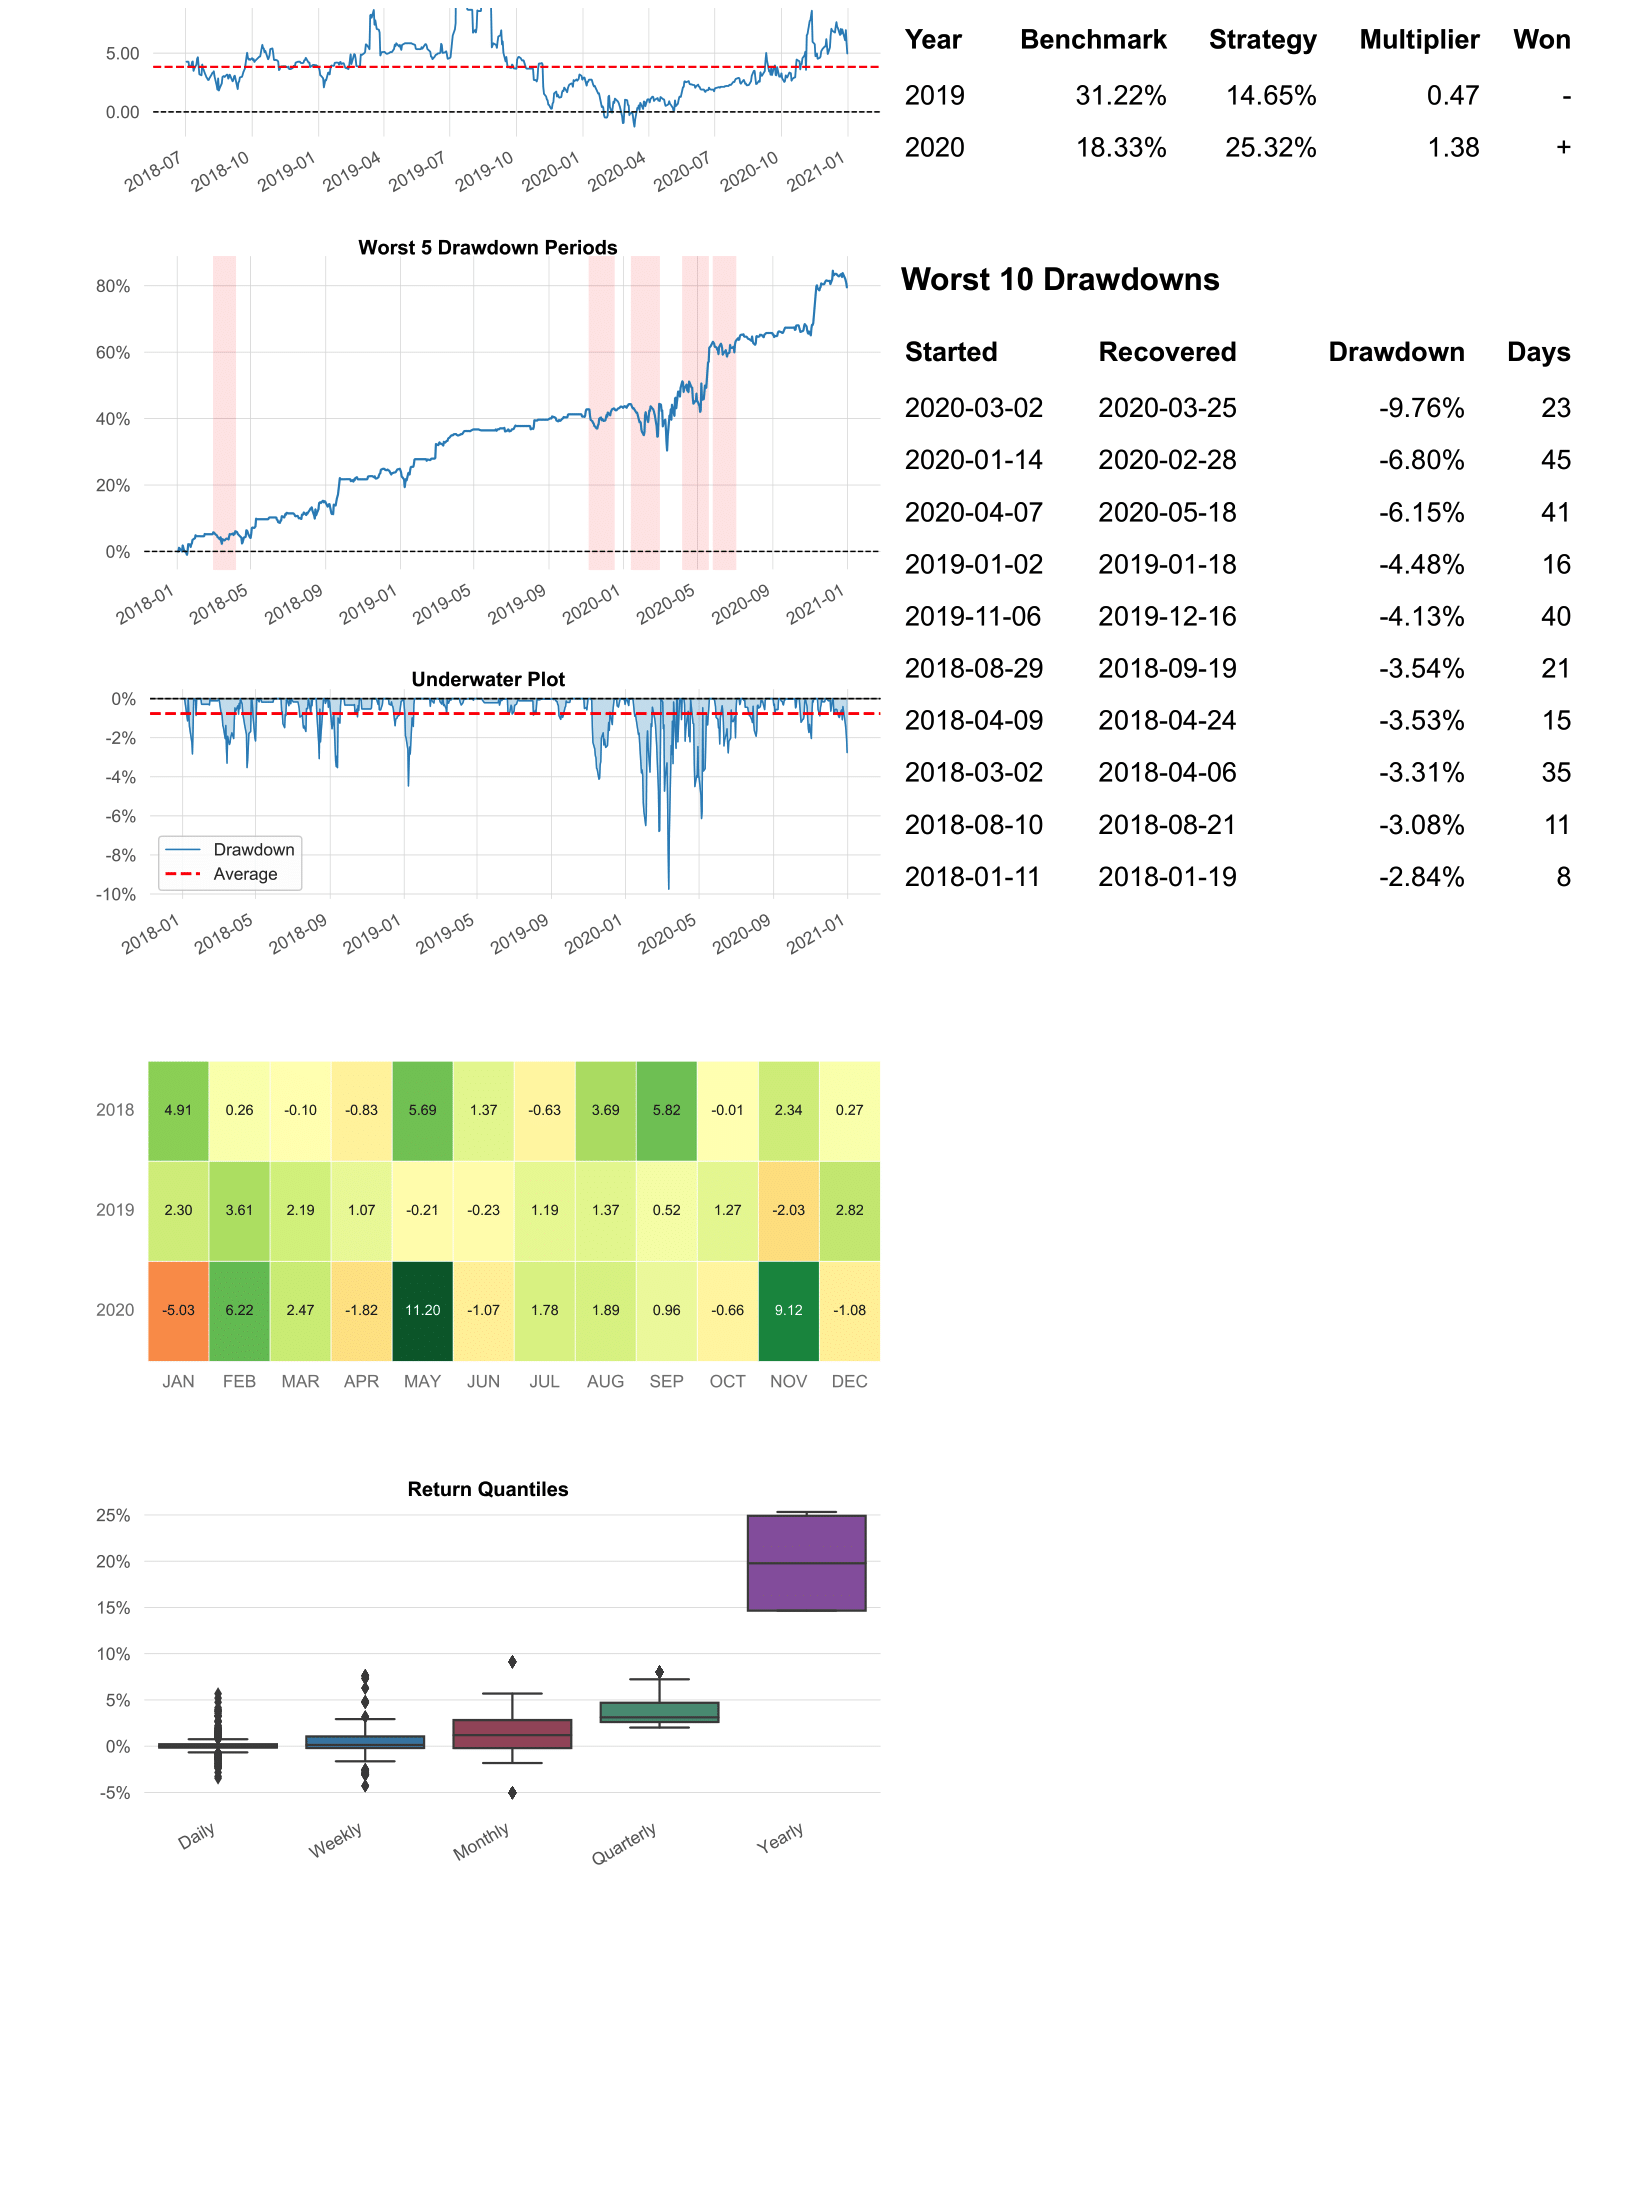 5.00
0.00
2018-07 2018-10 2019-01 2019-04 2019-07 2019-10 2020-01 2020-04 2020-07 2020-10 2021-01
Year Benchmark Strategy Multiplier Won
2019 31.22% 14.65% 0.47 -
2020 18.33% 25.32% 1.38 +
Worst 5 Drawdown Periods
80%
60%
40%
20%
0%
2018-01 2018-05 2018-09 2019-01 2019-05 2019-09 2020-01 2020-05 2020-09 2021-01
Underwater Plot
0%
-2%
-4%
-6%
-8%
-10%
Drawdown
Average
2018-01 2018-05 2018-09 2019-01 2019-05 2019-09 2020-01 2020-05 2020-09 2021-01
Worst 10 Drawdowns
Started Recovered Drawdown Days
2020-03-02 2020-03-25 -9.76% 23
2020-01-14 2020-02-28 -6.80% 45
2020-04-07 2020-05-18 -6.15% 41
2019-01-02 2019-01-18 -4.48% 16
2019-11-06 2019-12-16 -4.13% 40
2018-08-29 2018-09-19 -3.54% 21
2018-04-09 2018-04-24 -3.53% 15
2018-03-02 2018-04-06 -3.31% 35
2018-08-10 2018-08-21 -3.08% 11
2018-01-11 2018-01-19 -2.84% 8
2018 4.91 0.26 -0.10 -0.83 5.69 1.37 -0.63 3.69 5.82 -0.01 2.34 0.27
2019 2.30 3.61 2.19 1.07 -0.21 -0.23 1.19 1.37 0.52 1.27 -2.03 2.82
2020 -5.03 6.22 2.47 -1.82 11.20 -1.07 1.78 1.89 0.96 -0.66 9.12 -1.08
JAN FEB MAR APR MAY JUN JUL AUG SEP OCT NOV DEC
Return Quantiles
25%
20%
15%
10%
5%
0%
-5%
Daily Weekly Monthly Quarterly Yearly